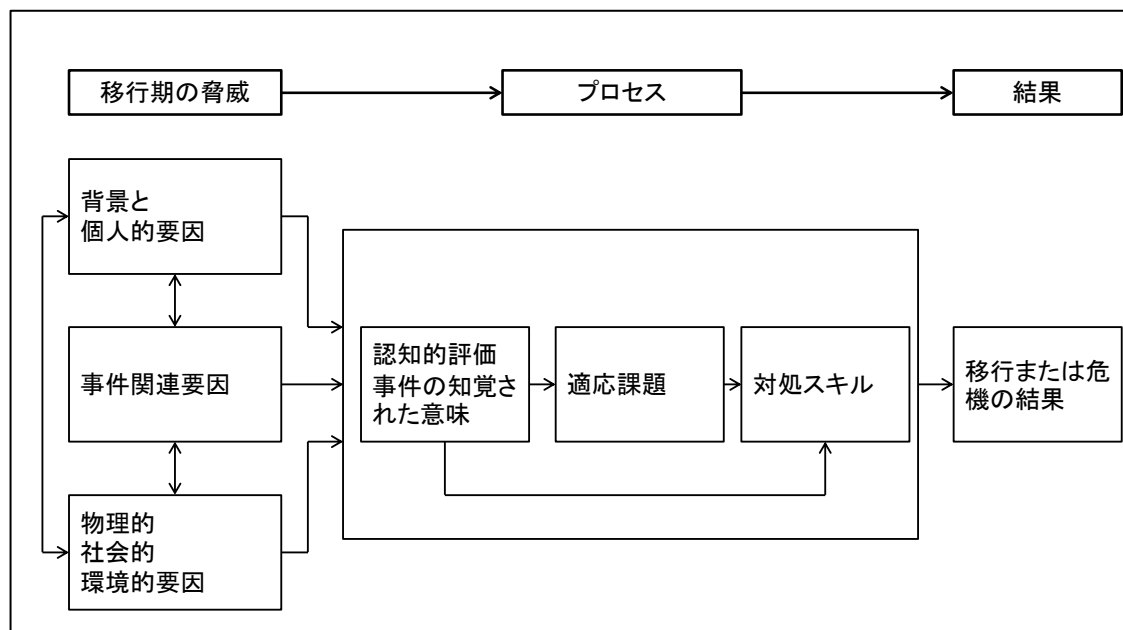 移行期の脅威
プロセス
結果
背景と
個人的要因
事件関連要因
物理的
社会的
環境的要因
認知的評価
事件の知覚さ
れた意味
適応課題
対処スキル
移行または危
機の結果